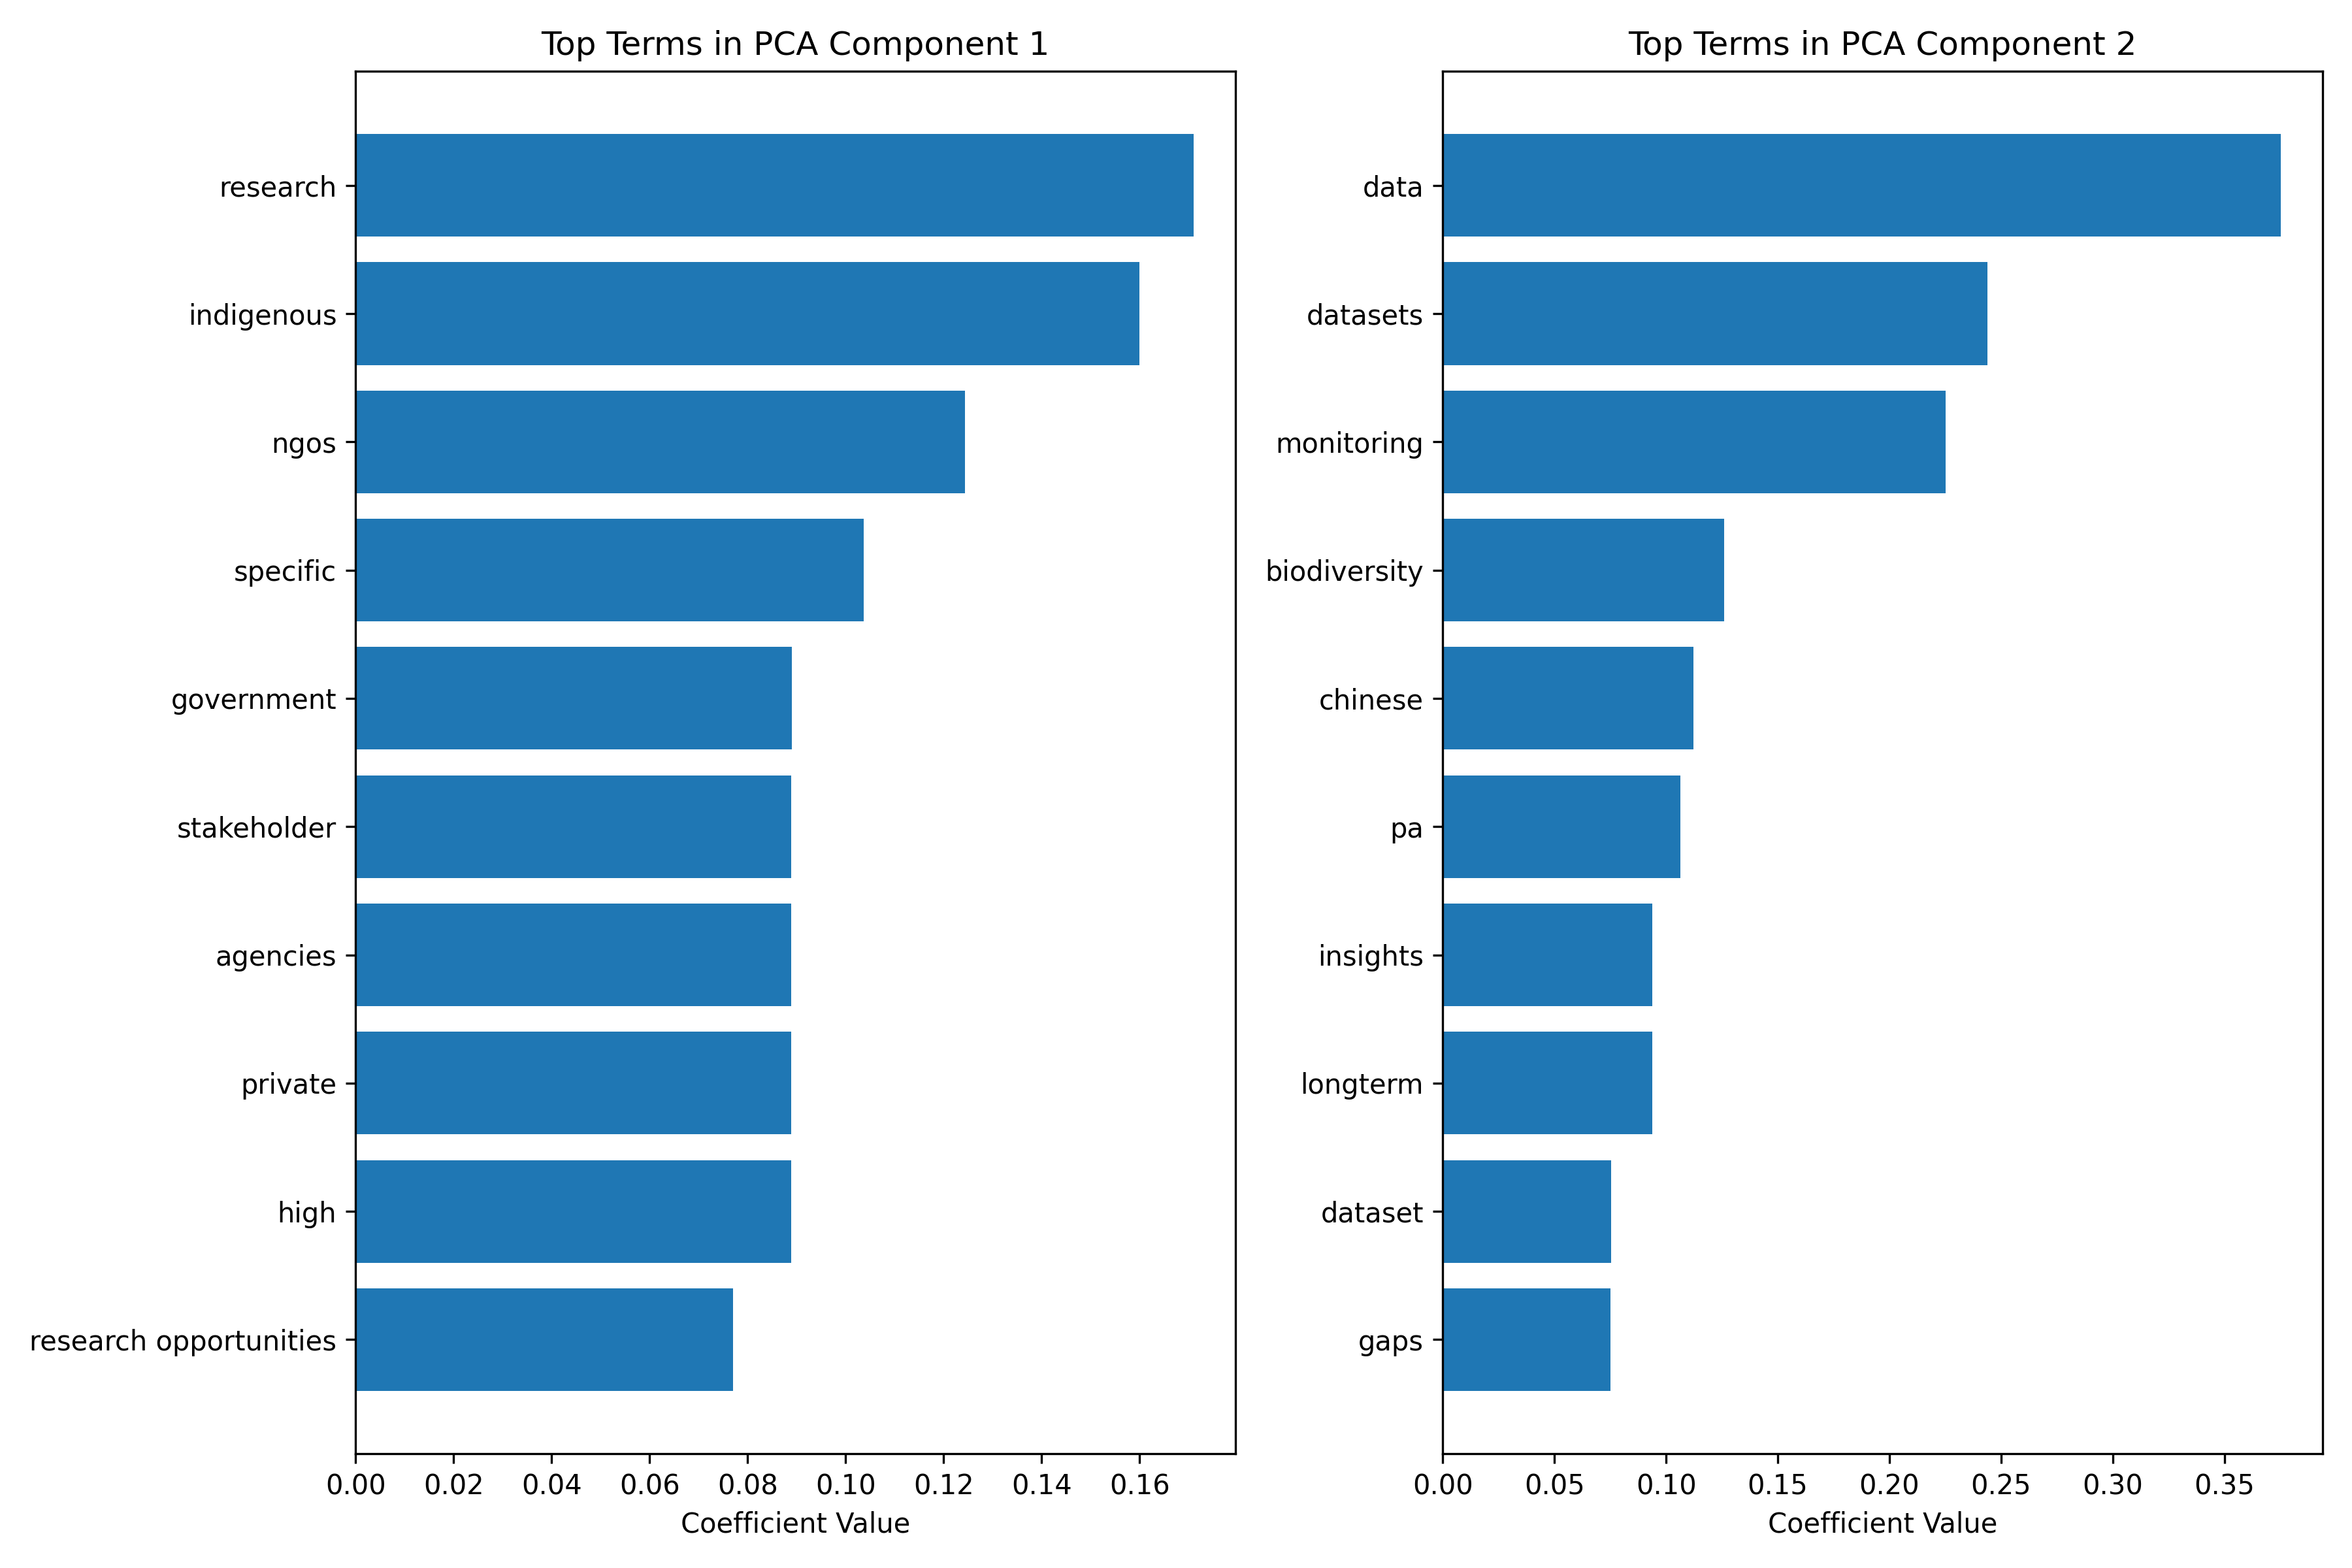 Top Terms in PCA Component 1
research
indigenous
ngos
specific
government
stakeholder
agencies
private
high
research opportunities
0.00 0.02 0.04 0.06 0.08 0.10 0.12 0.14 0.16
Coefficient Value
Top Terms in PCA Component 2
data
datasets
monitoring
biodiversity
chinese
pa
insights
longterm
dataset
gaps
0.00 0.05 0.10 0.15 0.20 0.25 0.30 0.35
Coefficient Value